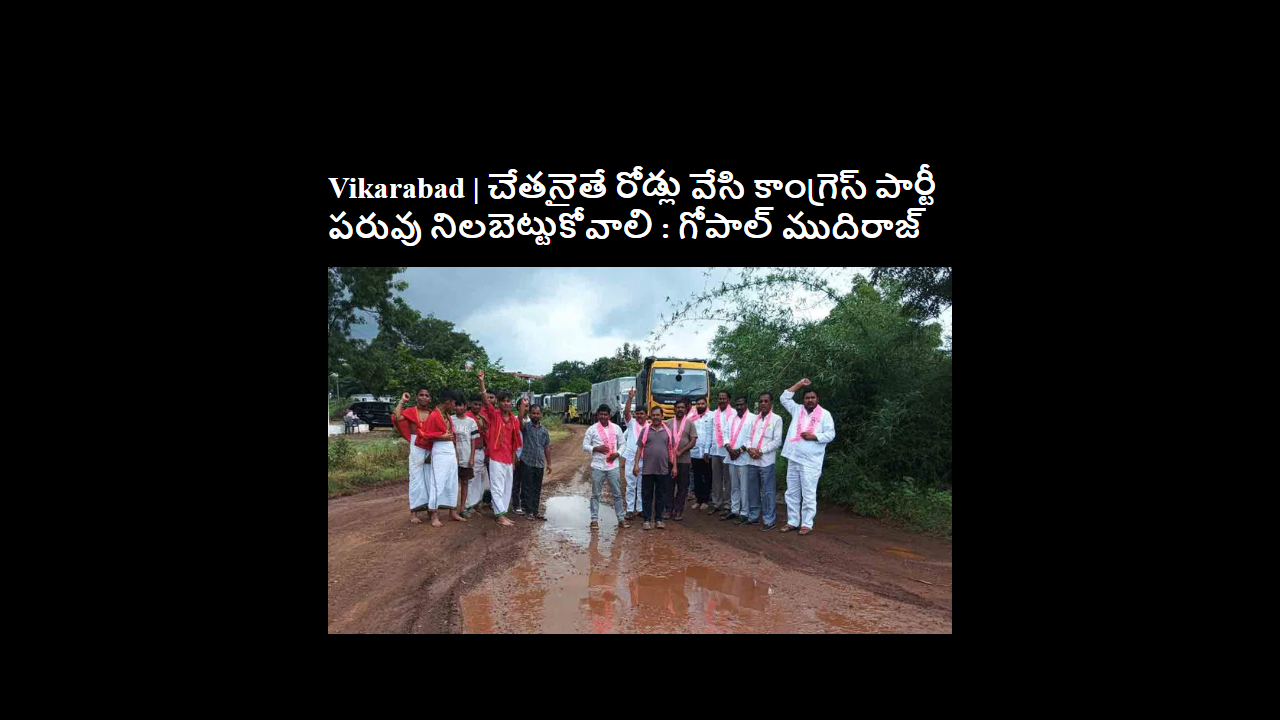 Vikarabad | చేతనైతే రోడ్లు వేసి కాంగ్రెస్ పార్టీ
పరువు నిలబెట్టుకోవాలి : గోపాల్ ముదిరాజ్